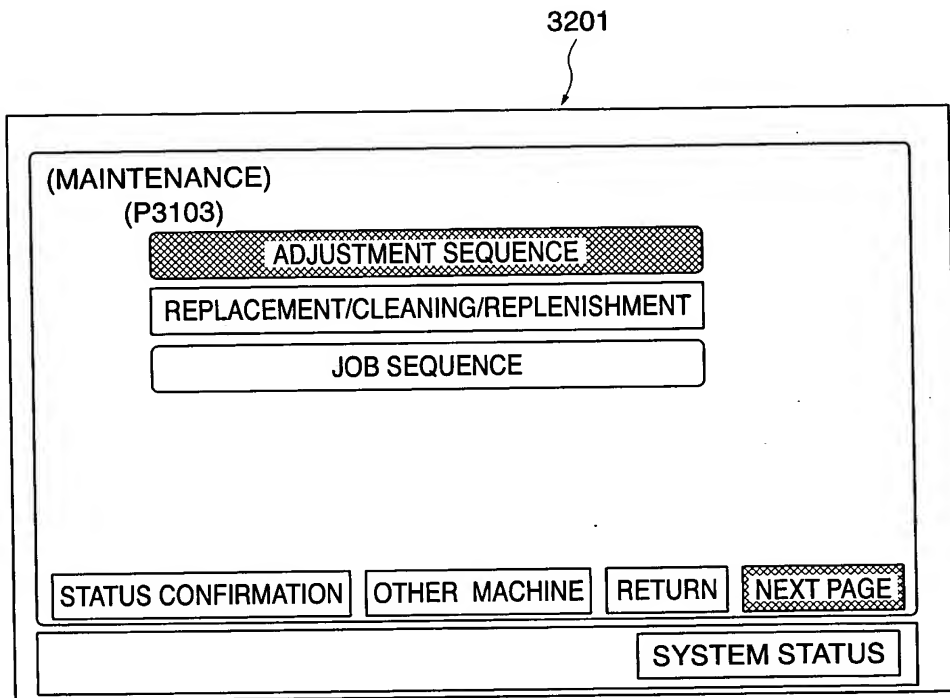 3201
(MAINTENANCE)
(P3103)
ADJUSTMENT SEQUENCE
REPLACEMENT/CLEANING/REPLENISHMENT
JOB SEQUENCE
STATUS CONFIRMATION OTHER MACHINE RETURN NEXT PAGE
SYSTEM STATUS